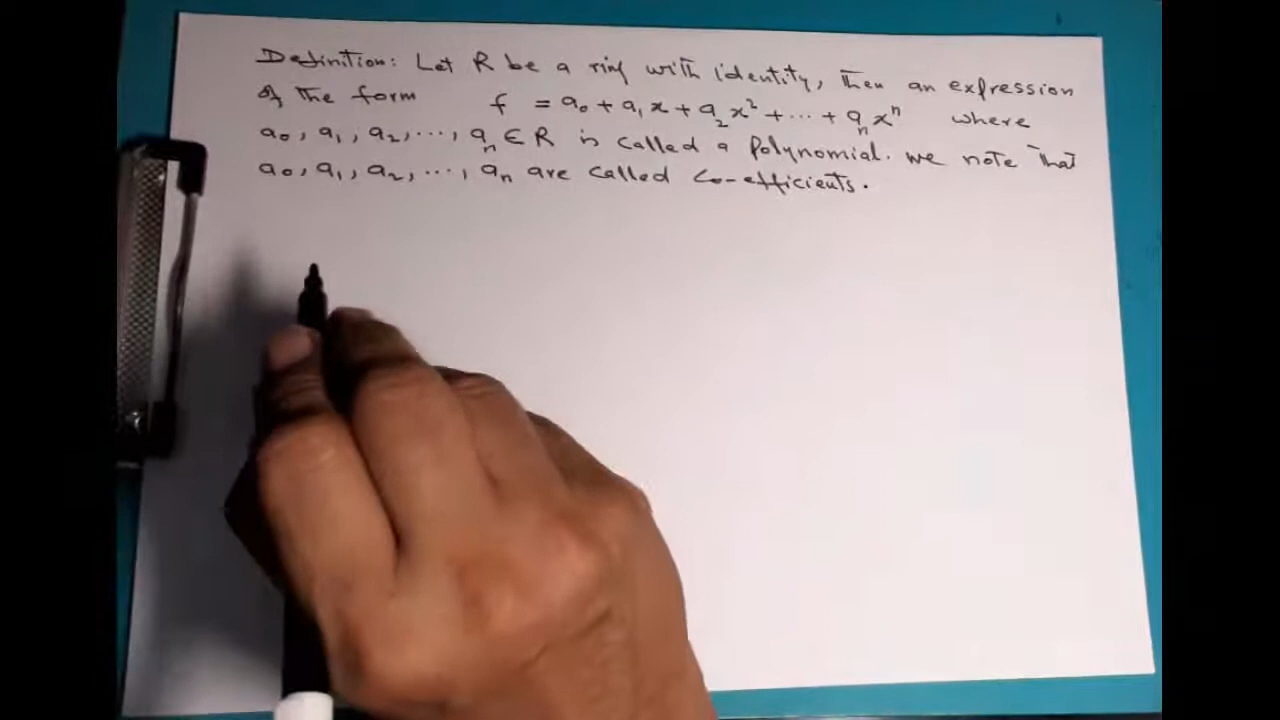 Definition: Let R be a ring with identity, then an expression
of the form f = a₀ + a₁x + a₂x² + ... + aₙxⁿ where
a₀, a₁, a₂, ..., aₙ ∈ R is called a polynomial. we note that
a₀, a₁, a₂, ..., aₙ are called co-efficients.